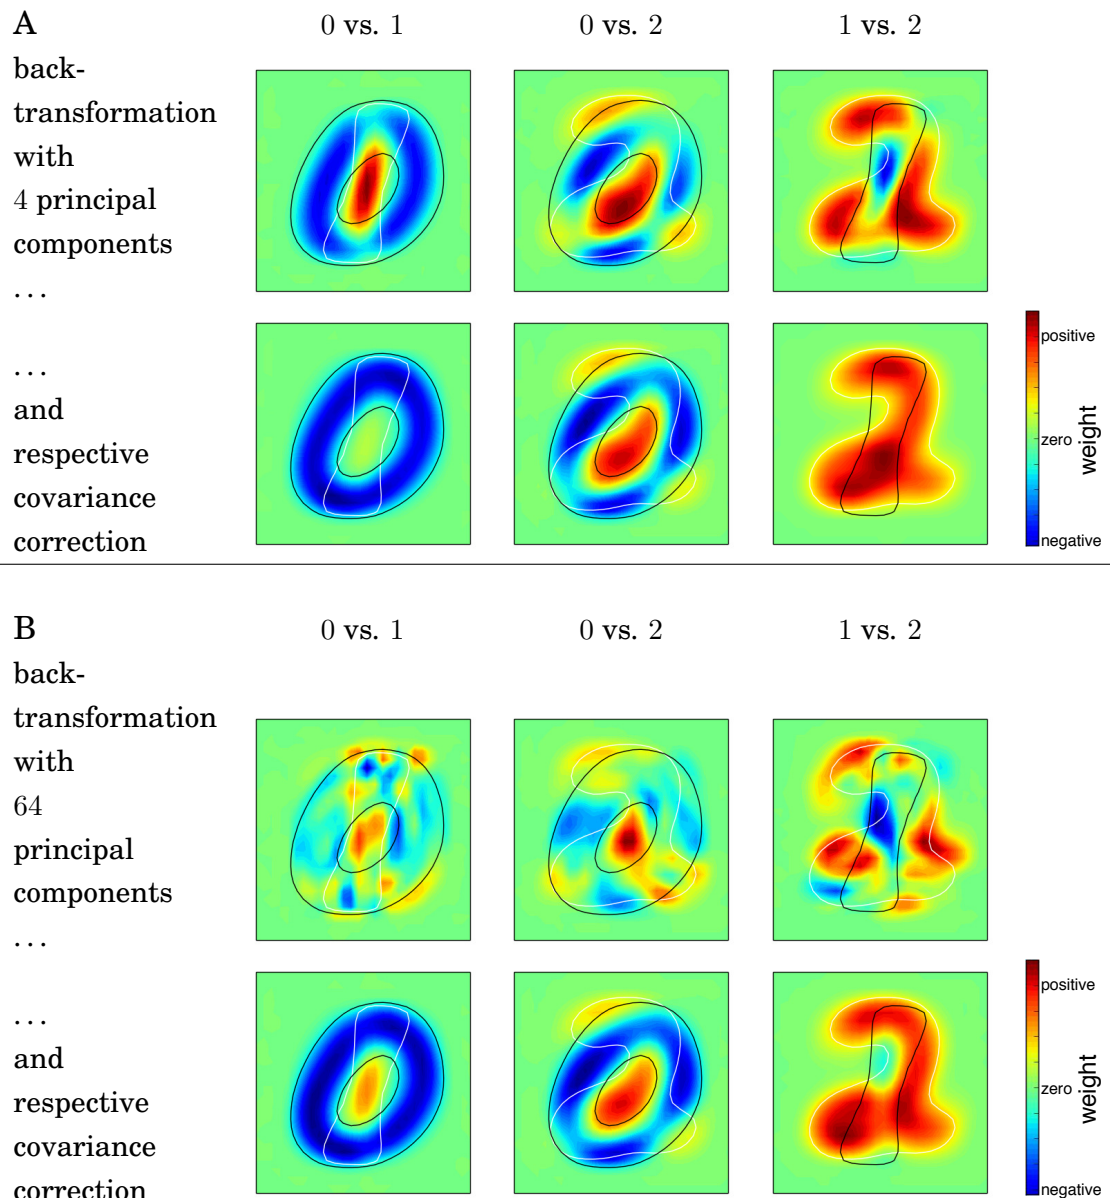 A
0 vs. 1
0 vs. 2
1 vs. 2
back-
transformation
with
4 principal
components
...
...
and
respective
covariance
correction
positive
zero
negative
weight
B
0 vs. 1
0 vs. 2
1 vs. 2
back-
transformation
with
64
principal
components
...
...
and
respective
covariance
correction
positive
zero
negative
weight